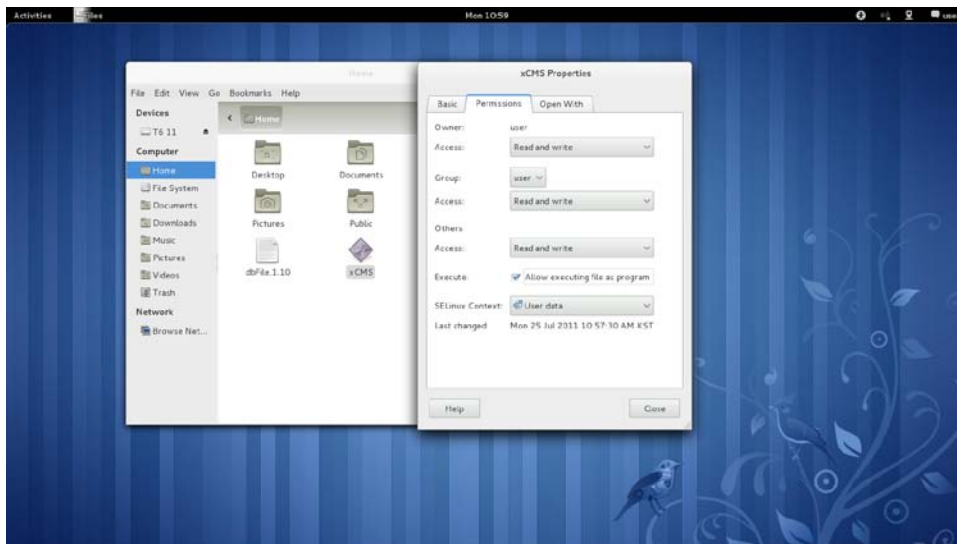 Activities
Files
Mon 10:59
use
Home
File Edit View Go Bookmarks Help
Devices
T6 11
Computer
Home
File System
Documents
Downloads
Music
Pictures
Videos
Trash
Network
Browse Net...
Home
Desktop
Documents
Pictures
Public
dbFile.1.10
xCMS
xCMS Properties
Basic Permissions Open With
Owner: user
Access: Read and write
Group: user
Access: Read and write
Others
Access: Read and write
Execute: Allow executing file as program
SELinux Context: User data
Last changed Mon 25 Jul 2011 10:57:30 AM KST
Help
Close